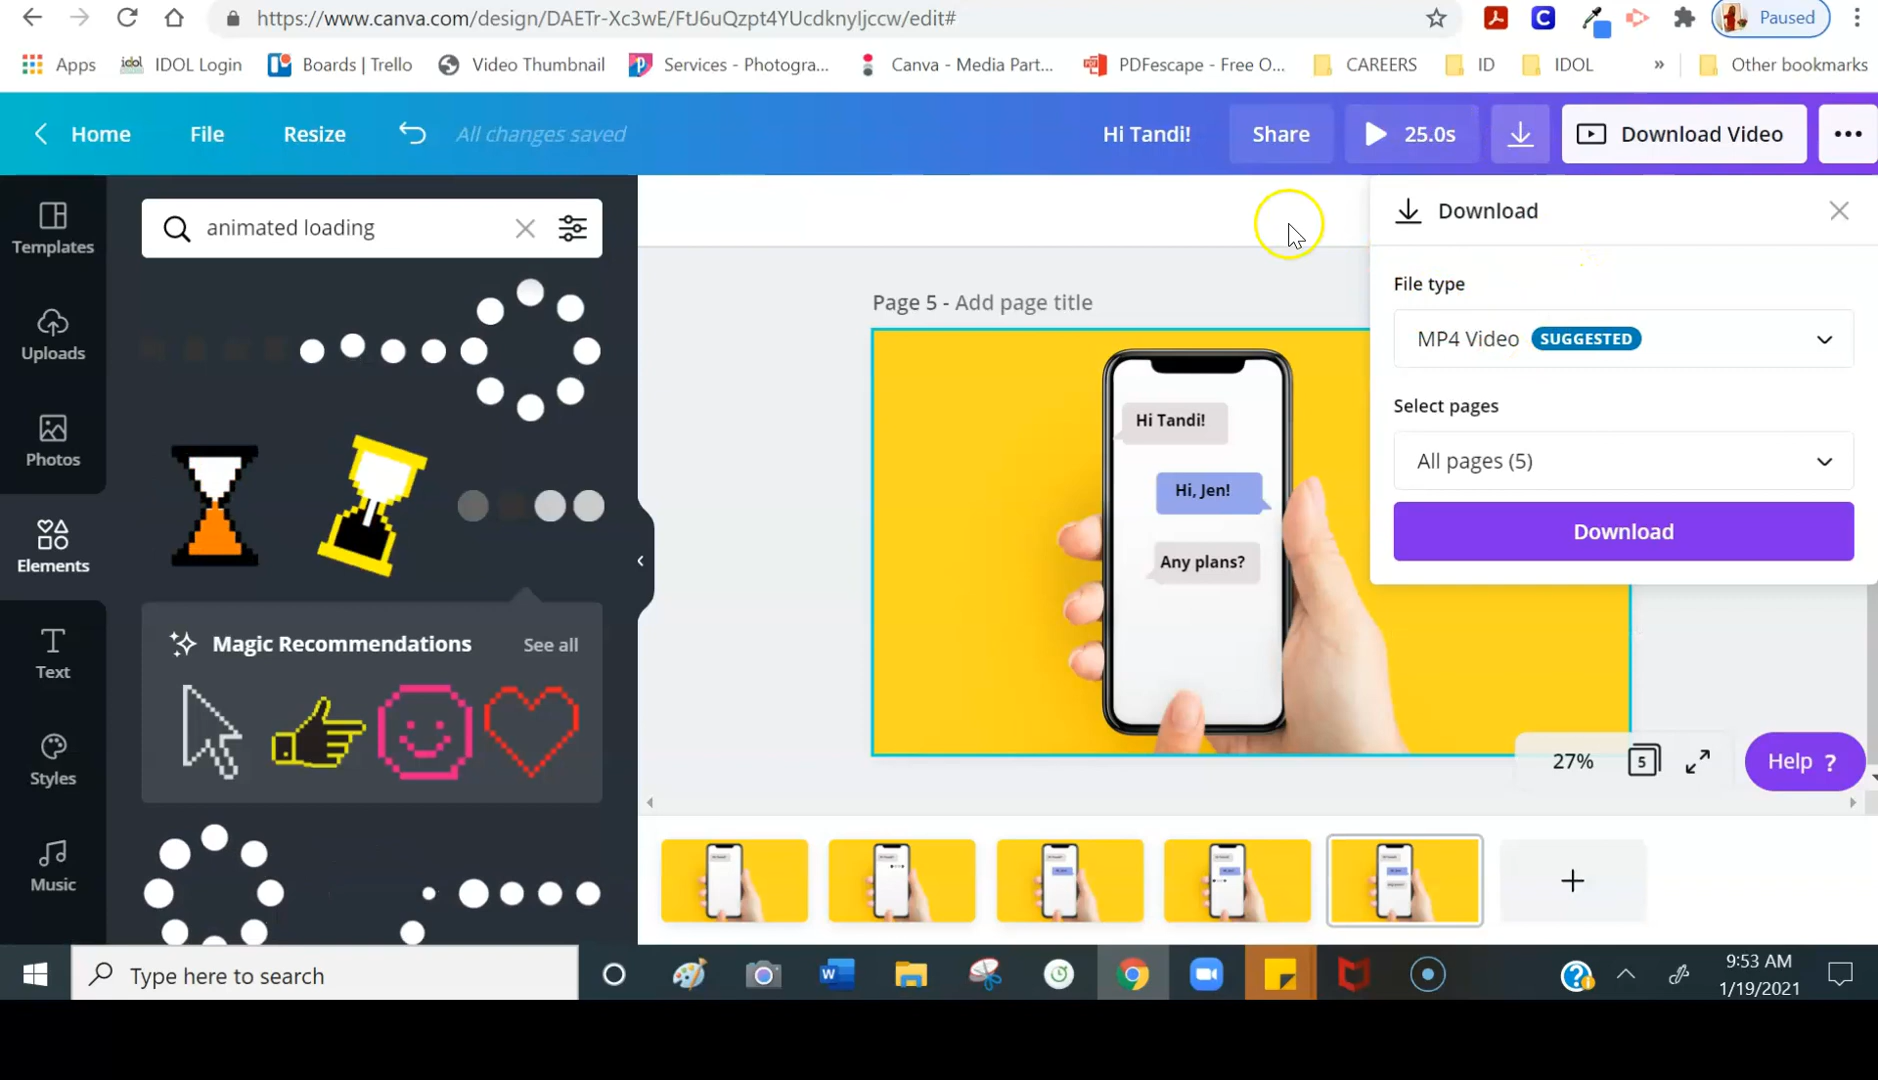 https://www.canva.com/design/DAETr-Xc3wE/FtJ6uQzpt4YUcdknyljccw/edit#
Paused
Apps
idol IDOL Login
Boards | Trello
Video Thumbnail
Services - Photogra...
Canva - Media Part...
PDFescape - Free O...
CAREERS
ID
IDOL
»
Other bookmarks
Home
File
Resize
All changes saved
Hi Tandi!
Share
25.0s
Download Video
Templates
Uploads
Photos
Elements
Text
Styles
Music
animated loading
Magic Recommendations
See all
Page 5 - Add page title
Hi Tandi!
Hi, Jen!
Any plans?
Download
File type
MP4 Video SUGGESTED
Select pages
All pages (5)
Download
27%
5
Help ?
Type here to search
9:53 AM
1/19/2021